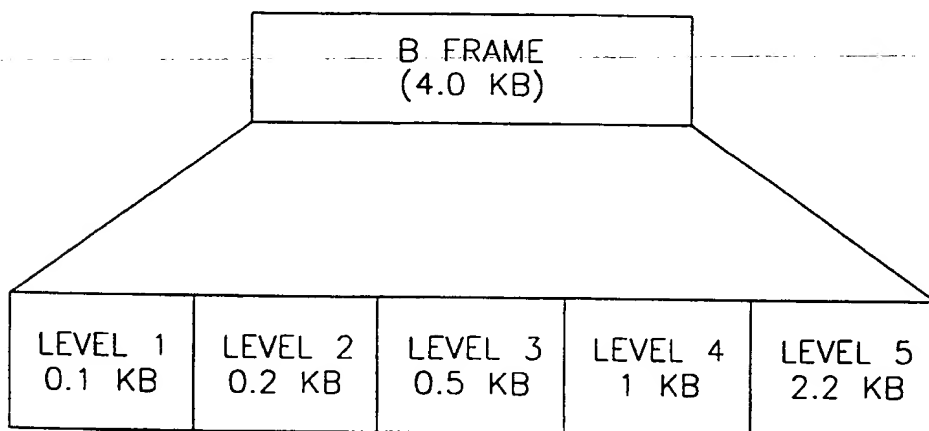 B FRAME
(4.0 KB)
LEVEL 1
0.1 KB
LEVEL 2
0.2 KB
LEVEL 3
0.5 KB
LEVEL 4
1 KB
LEVEL 5
2.2 KB